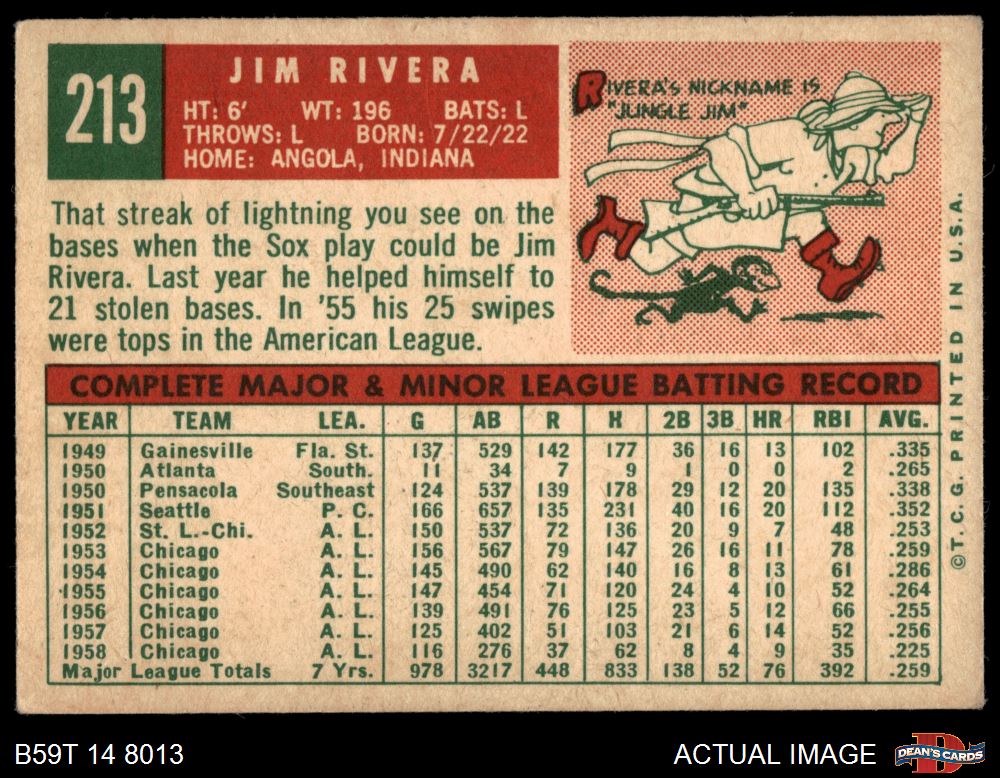 213
JIM RIVERA
HT: 6' WT: 196 BATS: L
THROWS: L BORN: 7/22/22
HOME: ANGOLA, INDIANA
RIVERA'S NICKNAME IS
"JUNGLE JIM"
That streak of lightning you see on the
bases when the Sox play could be Jim
Rivera. Last year he helped himself to
21 stolen bases. In '55 his 25 swipes
were tops in the American League.
COMPLETE MAJOR & MINOR LEAGUE BATTING RECORD
YEAR TEAM LEA. G AB R H 2B 3B HR RBI AVG.
1949 Gainesville Fla. St. 137 529 142 177 36 16 13 102 .335
1950 Atlanta South. 11 34 7 9 1 0 0 2 .265
1950 Pensacola Southeast 124 537 139 178 29 12 20 135 .338
1951 Seattle P. C. 166 657 135 231 40 16 20 112 .352
1952 St. L.-Chi. A. L. 150 537 72 136 20 9 7 48 .253
1953 Chicago A. L. 156 567 79 147 26 16 11 78 .259
1954 Chicago A. L. 145 490 62 140 16 8 13 61 .286
1955 Chicago A. L. 147 454 71 120 24 4 10 52 .264
1956 Chicago A. L. 139 491 76 125 23 5 12 66 .255
1957 Chicago A. L. 125 402 51 103 21 6 14 52 .256
1958 Chicago A. L. 116 276 37 62 8 4 9 35 .225
Major League Totals 7 Yrs. 978 3217 448 833 138 52 76 392 .259
©T.C.G. PRINTED IN U.S.A.
B59T 14 8013
ACTUAL IMAGE
DEAN'S CARDS